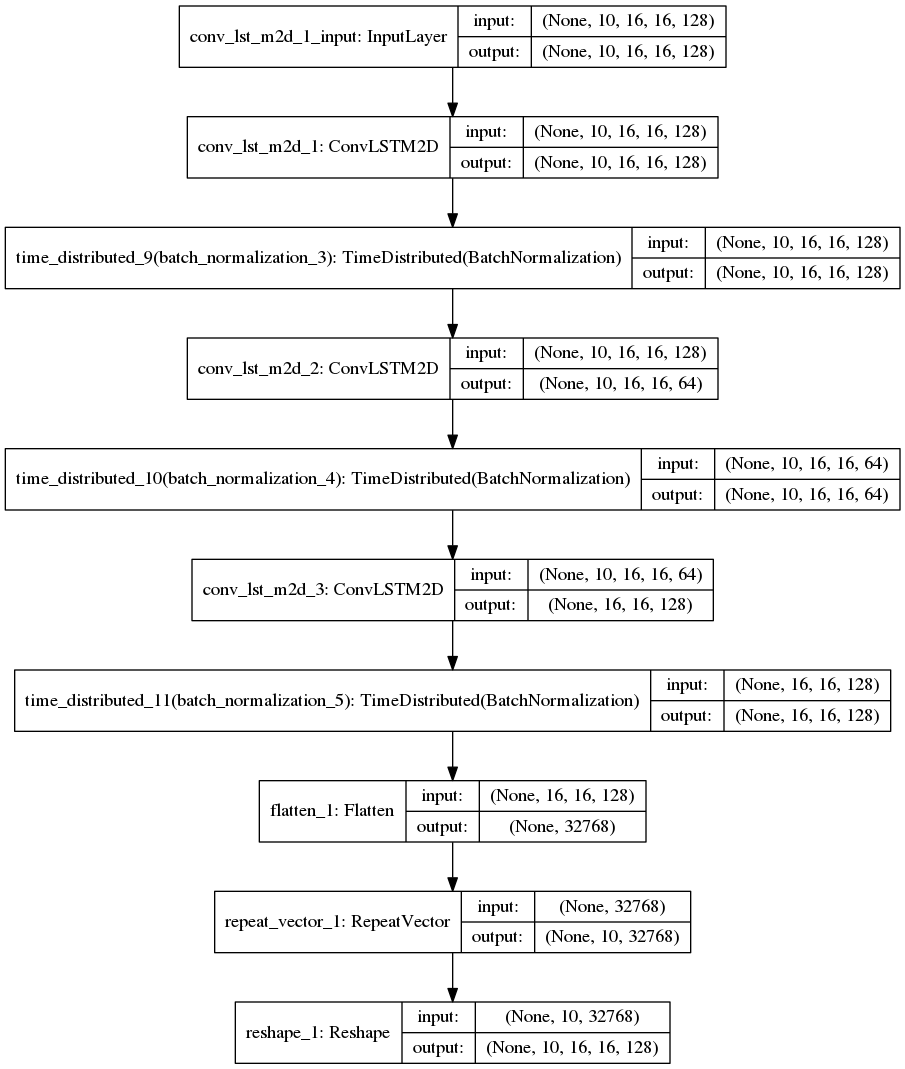 conv_lst_m2d_1_input: InputLayer
input: (None, 10, 16, 16, 128)
output: (None, 10, 16, 16, 128)
conv_lst_m2d_1: ConvLSTM2D
input: (None, 10, 16, 16, 128)
output: (None, 10, 16, 16, 128)
time_distributed_9(batch_normalization_3): TimeDistributed(BatchNormalization)
input: (None, 10, 16, 16, 128)
output: (None, 10, 16, 16, 128)
conv_lst_m2d_2: ConvLSTM2D
input: (None, 10, 16, 16, 128)
output: (None, 10, 16, 16, 64)
time_distributed_10(batch_normalization_4): TimeDistributed(BatchNormalization)
input: (None, 10, 16, 16, 64)
output: (None, 10, 16, 16, 64)
conv_lst_m2d_3: ConvLSTM2D
input: (None, 10, 16, 16, 64)
output: (None, 16, 16, 128)
time_distributed_11(batch_normalization_5): TimeDistributed(BatchNormalization)
input: (None, 16, 16, 128)
output: (None, 16, 16, 128)
flatten_1: Flatten
input: (None, 16, 16, 128)
output: (None, 32768)
repeat_vector_1: RepeatVector
input: (None, 32768)
output: (None, 10, 32768)
reshape_1: Reshape
input: (None, 10, 32768)
output: (None, 10, 16, 16, 128)